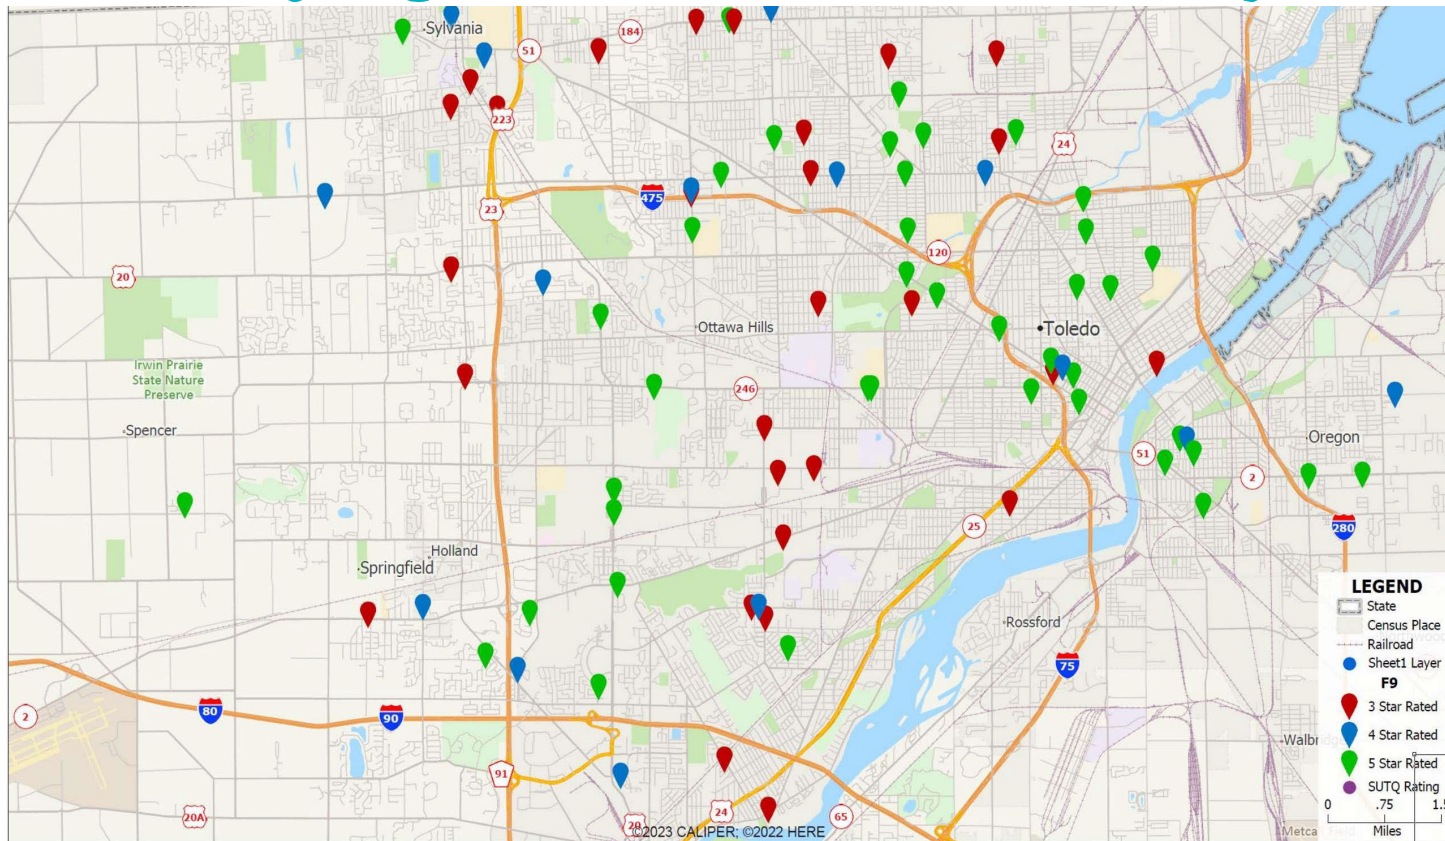 Sylvania
184
51
223
24
475
23
120
20
Ottawa Hills
Toledo
Irwin Prairie
State Nature
Preserve
246
Spencer
Oregon
51
2
25
280
Holland
Springfield
Rossford
75
2
80
90
91
20A
20
24
65
©2023 CALIPER; ©2022 HERE
LEGEND
State
Census Place
Railroad
Sheet1 Layer
F9
3 Star Rated
4 Star Rated
5 Star Rated
SUTQ Rating
0 .75 1.5
Miles